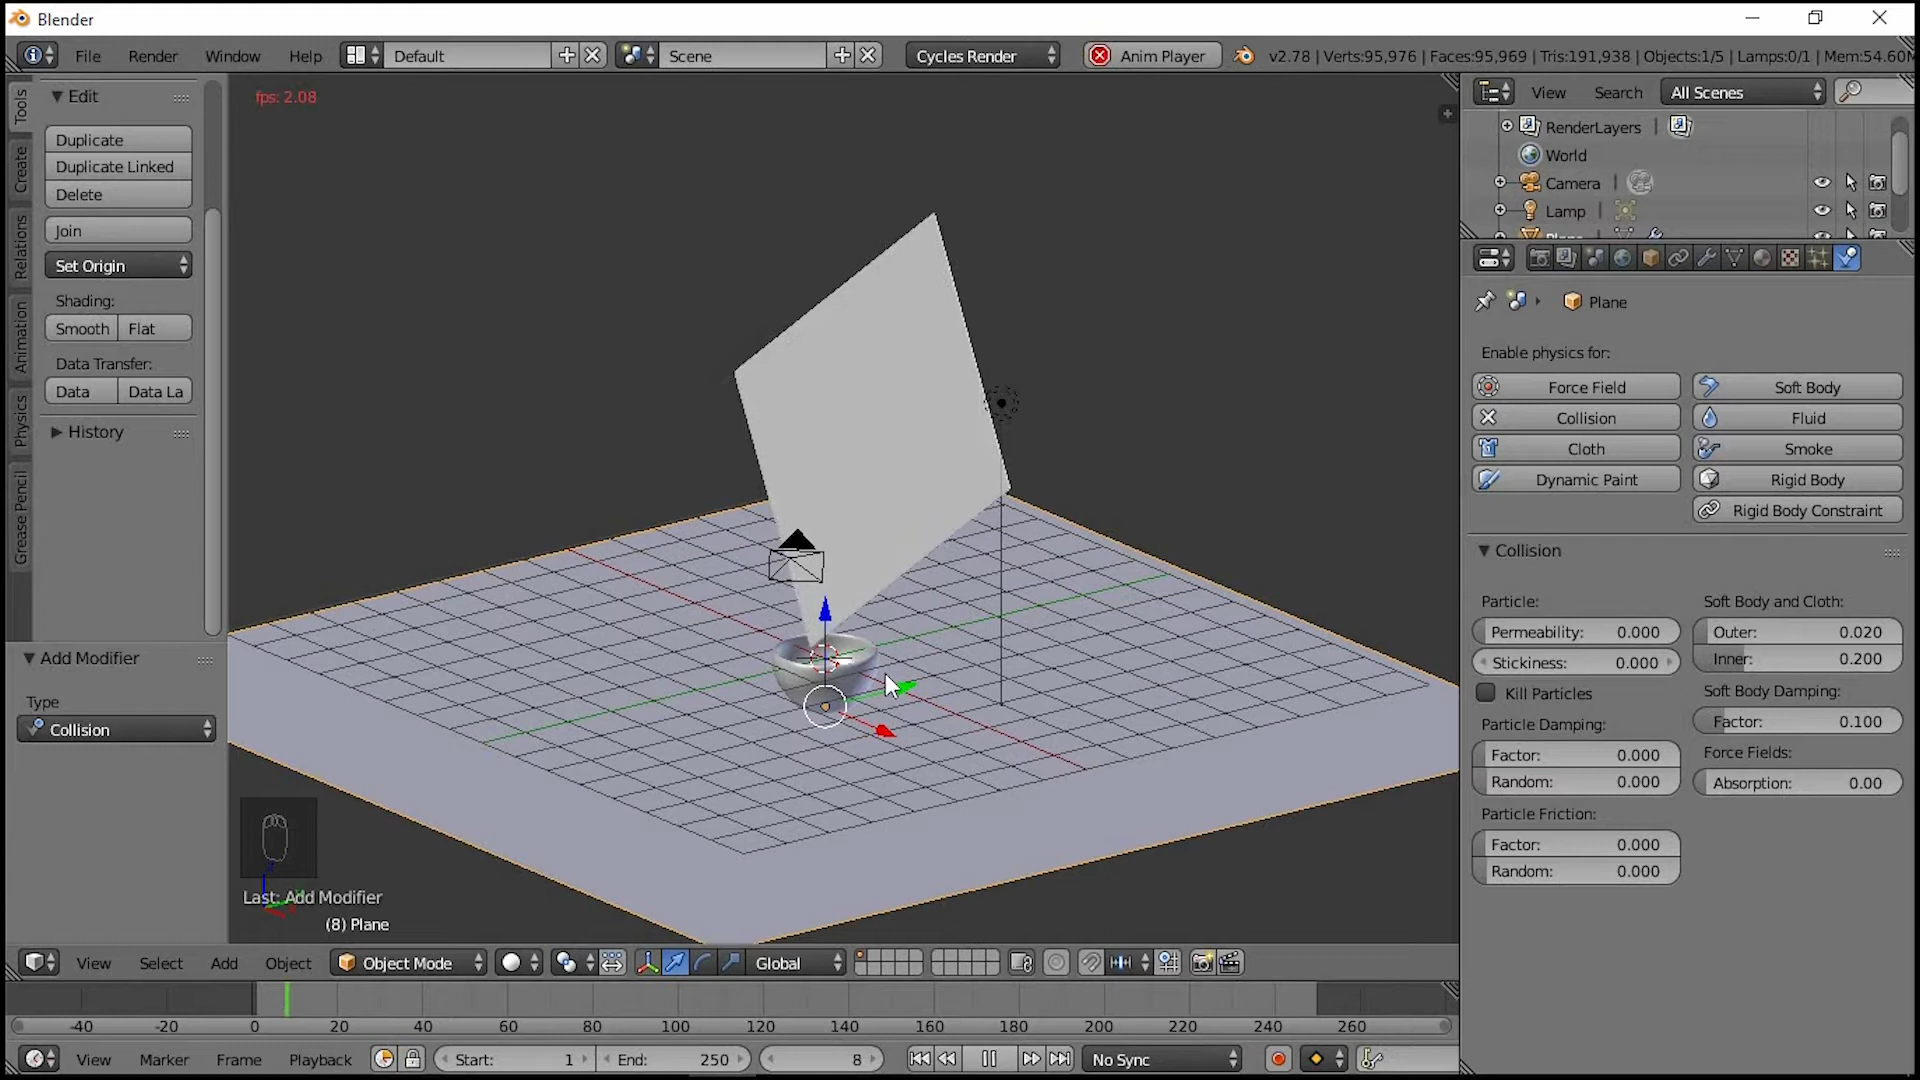 Blender
File Render Window Help Default Scene Cycles Render Anim Player v2.78 | Verts:95,976 | Faces:95,969 | Tris:191,938 | Objects:1/5 | Lamps:0/1 | Mem:54.60M
Tools
Create
Relations
Animation
Physics
Grease Pencil
Edit
Duplicate
Duplicate Linked
Delete
Join
Set Origin
Shading:
Smooth Flat
Data Transfer:
Data Data La
History
Add Modifier
Type
Collision
fps: 2.08
Last: Add Modifier
(8) Plane
View Search All Scenes
RenderLayers
World
Camera
Lamp
Plane
Enable physics for:
Force Field Soft Body
Collision Fluid
Cloth Smoke
Dynamic Paint Rigid Body
Rigid Body Constraint
Collision
Particle: Soft Body and Cloth:
Permeability: 0.000 Outer: 0.020
Stickiness: 0.000 Inner: 0.200
Kill Particles Soft Body Damping:
Particle Damping: Factor: 0.100
Factor: 0.000 Force Fields:
Random: 0.000 Absorption: 0.00
Particle Friction:
Factor: 0.000
Random: 0.000
View Select Add Object Object Mode Global
-40 -20 0 20 40 60 80 100 120 140 160 180 200 220 240 260
View Marker Frame Playback Start: 1 End: 250 8 No Sync